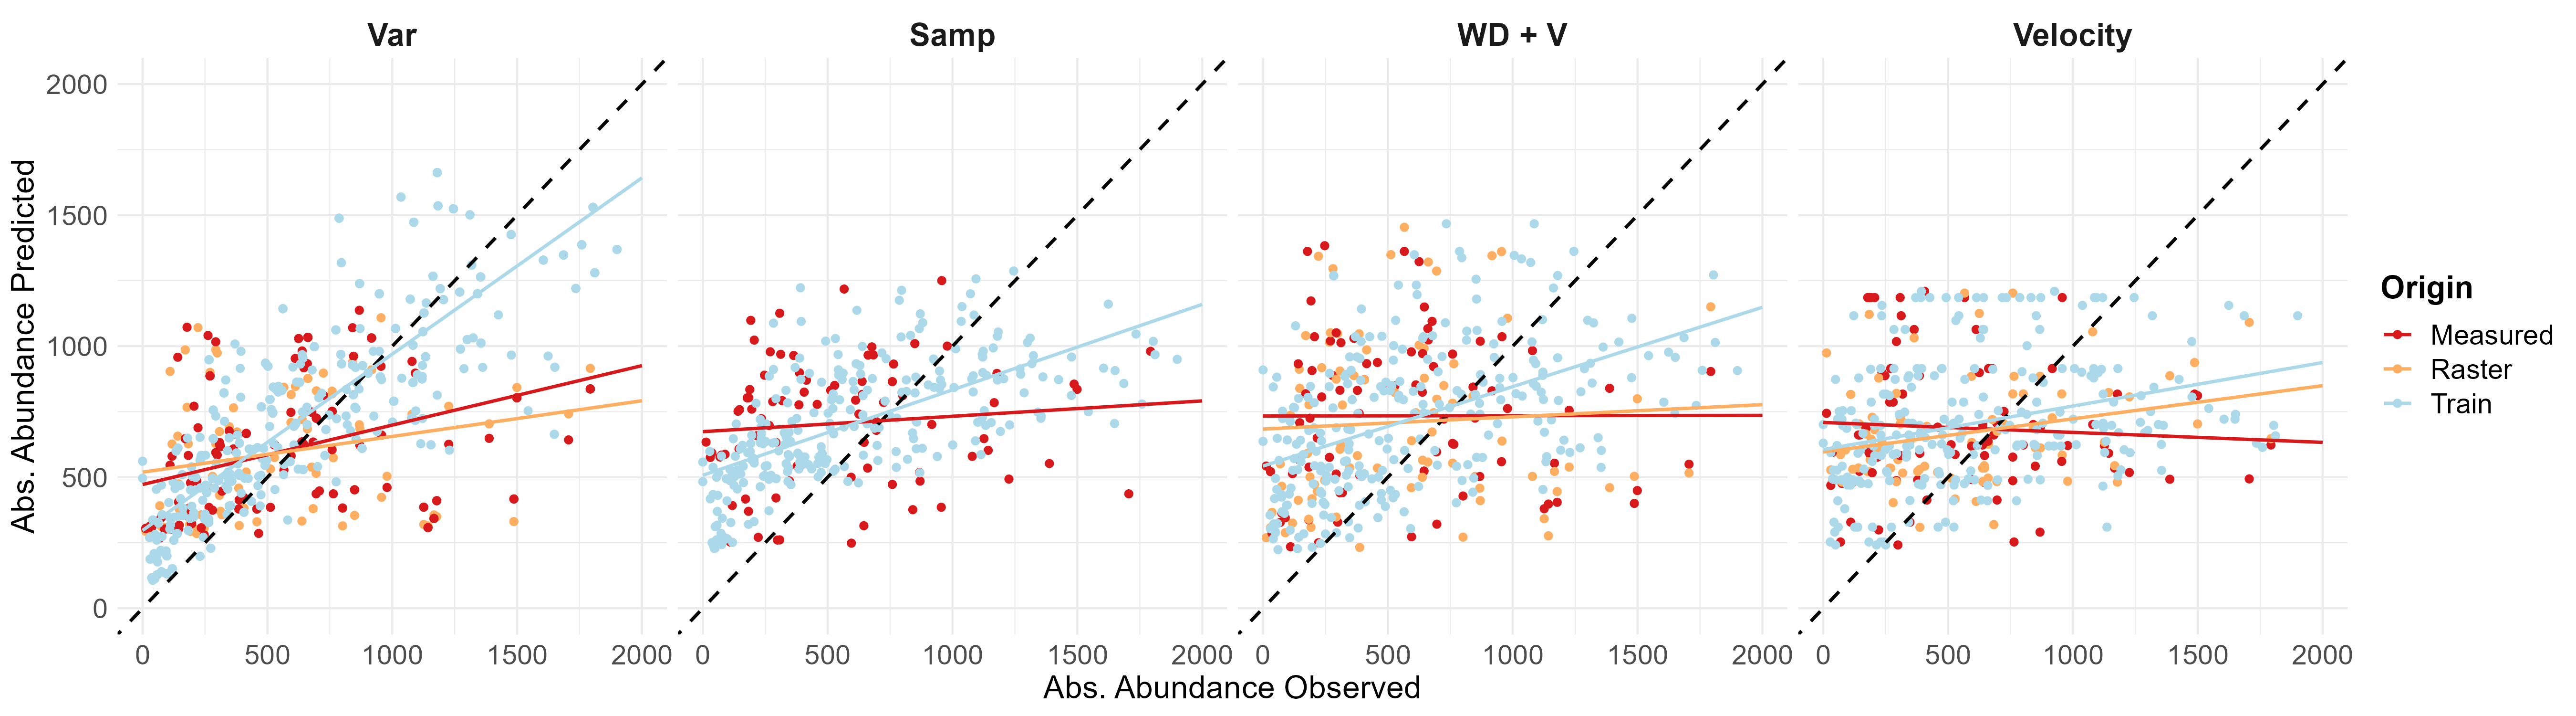 Var Samp WD + V Velocity
Abs. Abundance Predicted
2000
1500
1000
500
0
0 500 1000 1500 2000 0 500 1000 1500 2000 0 500 1000 1500 2000 0 500 1000 1500 2000
Abs. Abundance Observed
Origin
Measured
Raster
Train